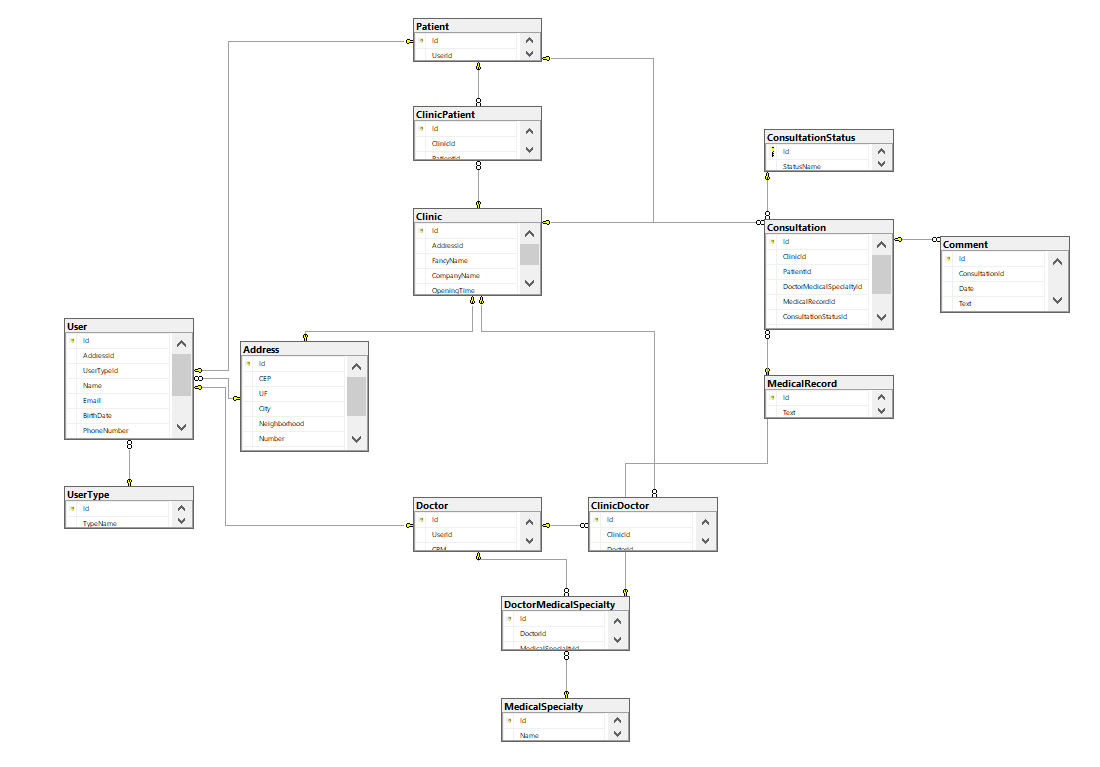 Patient
Id
UserId
ClinicPatient
Id
ClinicId
PatientId
ConsultationStatus
Id
StatusName
Clinic
Id
AddressId
FancyName
CompanyName
OpeningTime
Consultation
Id
ClinicId
PatientId
DoctorMedicalSpecialtyId
MedicalRecordId
ConsultationStatusId
Comment
Id
ConsultationId
Date
Text
User
Id
AddressId
UserTypeId
Name
Email
BirthDate
PhoneNumber
Address
Id
CEP
UF
City
Neighborhood
Number
MedicalRecord
Id
Text
UserType
Id
TypeName
Doctor
Id
UserId
CRM
ClinicDoctor
Id
ClinicId
DoctorId
DoctorMedicalSpecialty
Id
DoctorId
MedicalSpecialtyId
MedicalSpecialty
Id
Name